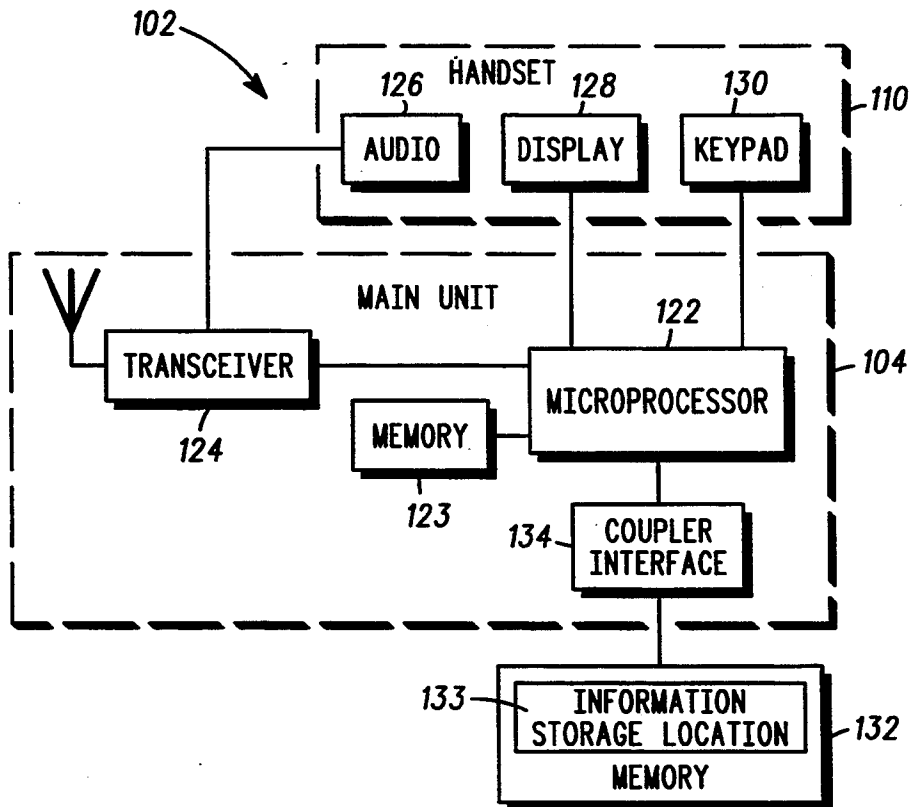 102
HANDSET
126
128
130
110
AUDIO
DISPLAY
KEYPAD
MAIN UNIT
122
104
TRANSCEIVER
MICROPROCESSOR
124
MEMORY
123
134
COUPLER
INTERFACE
133
INFORMATION
STORAGE LOCATION
132
MEMORY